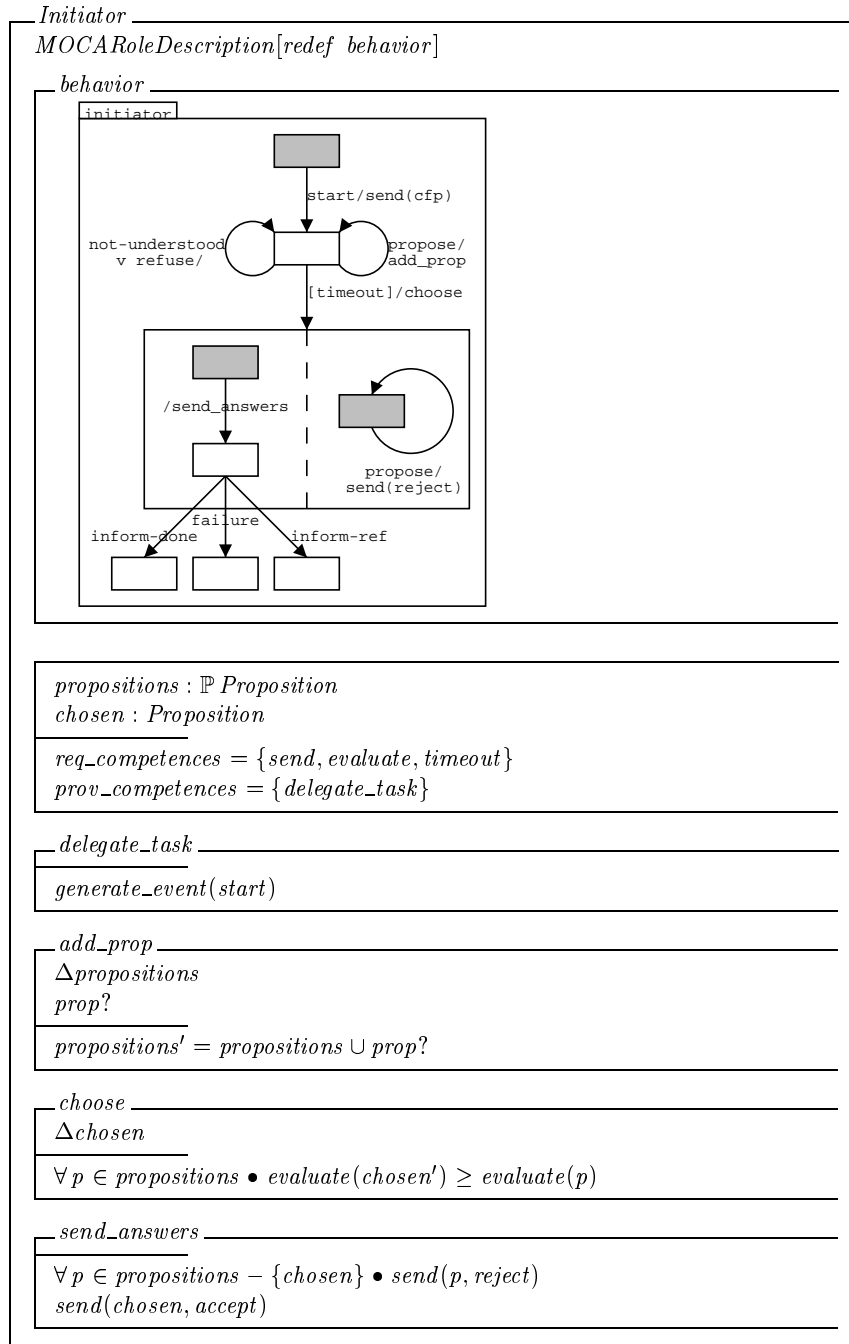 Initiator
MOCARoleDescription[redef behavior]
behavior
initiator
start/send(cfp)
not-understood
v refuse/
propose/
add_prop
[timeout]/choose
/send_answers
propose/
send(reject)
failure
inform-done
inform-ref
propositions : ℙ Proposition
chosen : Proposition
req_competences = {send, evaluate, timeout}
prov_competences = {delegate_task}
delegate_task
generate_event(start)
add_prop
Δpropositions
prop?
propositions′ = propositions ∪ prop?
choose
Δchosen
∀ p ∈ propositions • evaluate(chosen′) ≥ evaluate(p)
send_answers
∀ p ∈ propositions − {chosen} • send(p, reject)
send(chosen, accept)